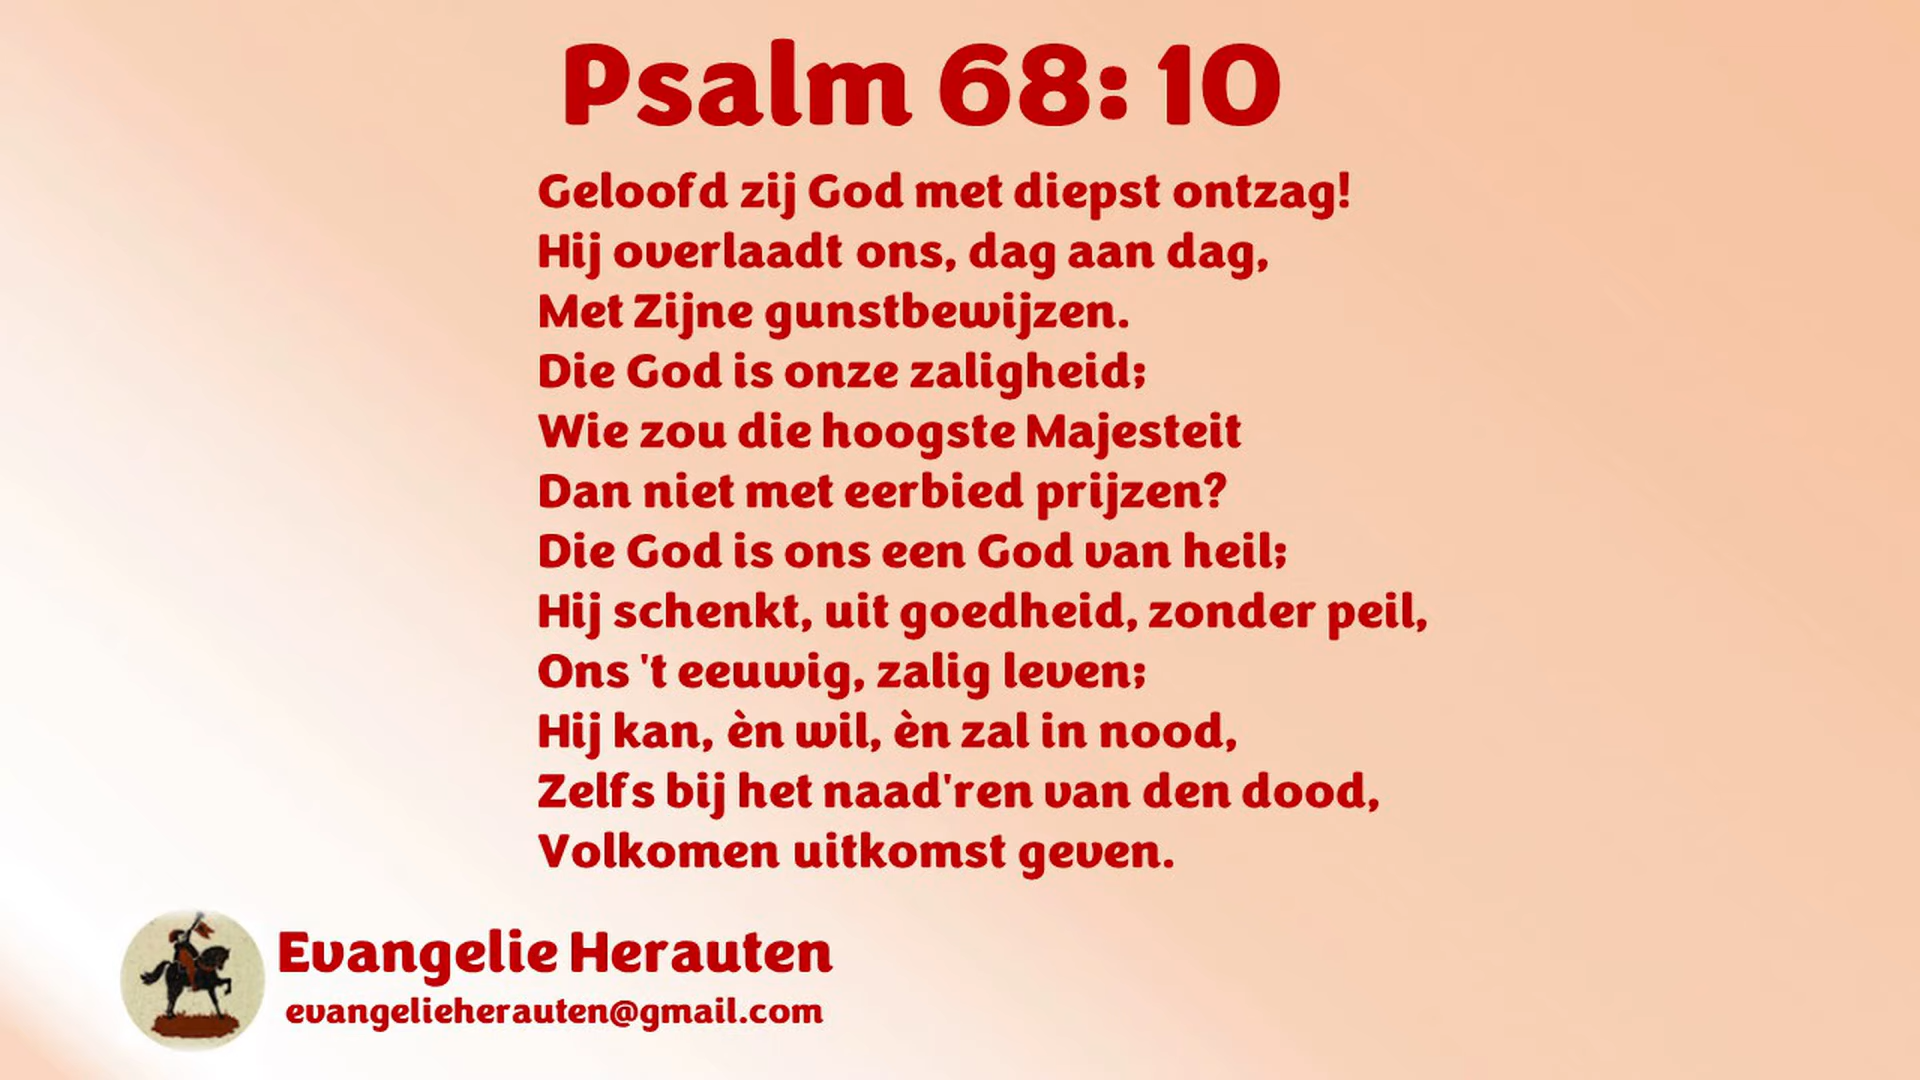 Psalm 68: 10
Geloofd zij God met diepst ontzag!
Hij overlaadt ons, dag aan dag,
Met Zijne gunstbewijzen.
Die God is onze zaligheid;
Wie zou die hoogste Majesteit
Dan niet met eerbied prijzen?
Die God is ons een God van heil;
Hij schenkt, uit goedheid, zonder peil,
Ons 't eeuwig, zalig leven;
Hij kan, èn wil, èn zal in nood,
Zelfs bij het naad'ren van den dood,
Volkomen uitkomst geven.
Evangelie Herauten
evangelieherauten@gmail.com